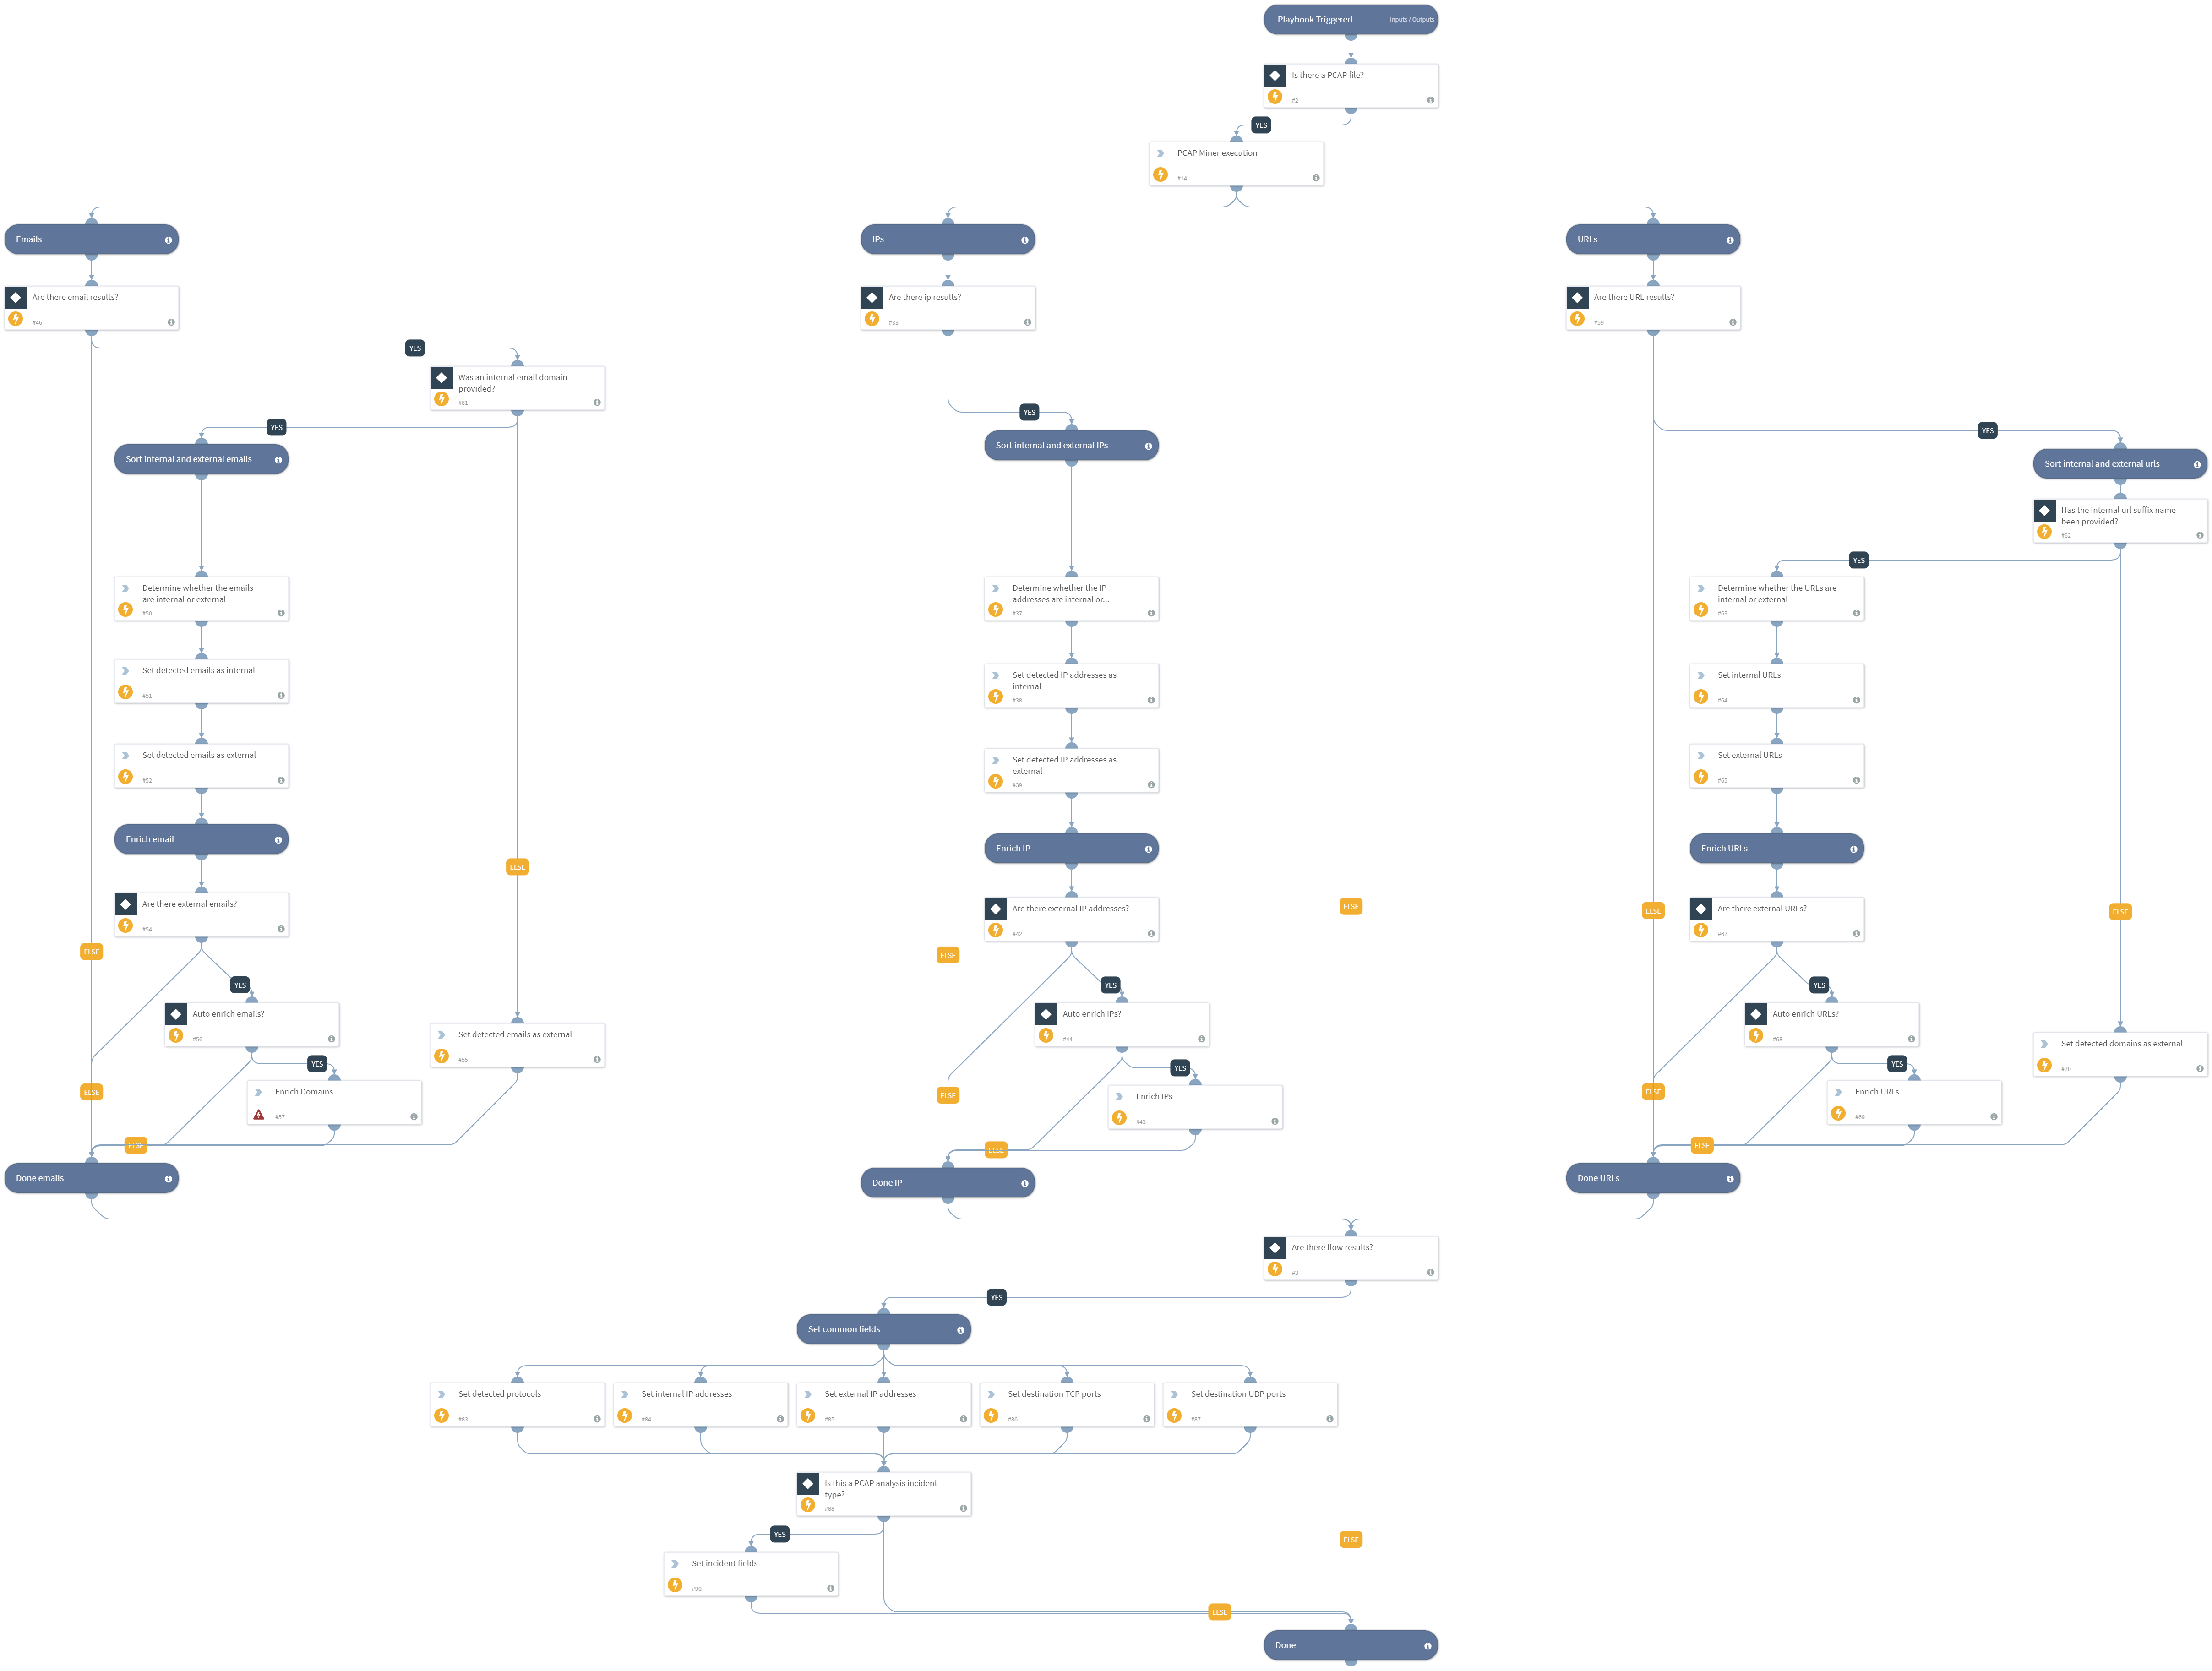 Playbook Triggered
Inputs / Outputs
Is there a PCAP file?
#2
YES
PCAP Miner execution
#14
Emails
IPs
URLs
Are there email results?
#46
Are there ip results?
#33
Are there URL results?
#59
YES
Was an internal email domain
provided?
#81
YES
YES
YES
Sort internal and external emails
Sort internal and external IPs
Sort internal and external urls
Has the internal url suffix name
been provided?
#62
YES
Determine whether the emails
are internal or external
#50
Determine whether the IP
addresses are internal or...
#37
Determine whether the URLs are
internal or external
#63
Set detected emails as internal
#51
Set detected IP addresses as
internal
#38
Set internal URLs
#64
Set detected emails as external
#52
Set detected IP addresses as
external
#39
Set external URLs
#65
Enrich email
Enrich IP
Enrich URLs
ELSE
Are there external emails?
#54
Are there external IP addresses?
#42
ELSE
Are there external URLs?
#67
ELSE
ELSE
ELSE
ELSE
YES
YES
YES
Auto enrich emails?
#56
Set detected emails as external
#55
Auto enrich IPs?
#44
Auto enrich URLs?
#68
Set detected domains as external
#70
YES
YES
YES
ELSE
Enrich Domains
#57
ELSE
Enrich IPs
#43
ELSE
Enrich URLs
#69
ELSE
ELSE
ELSE
Done emails
Done IP
Done URLs
Are there flow results?
#3
YES
Set common fields
Set detected protocols
#83
Set internal IP addresses
#84
Set external IP addresses
#85
Set destination TCP ports
#86
Set destination UDP ports
#87
Is this a PCAP analysis incident
type?
#88
YES
ELSE
Set incident fields
#90
ELSE
Done